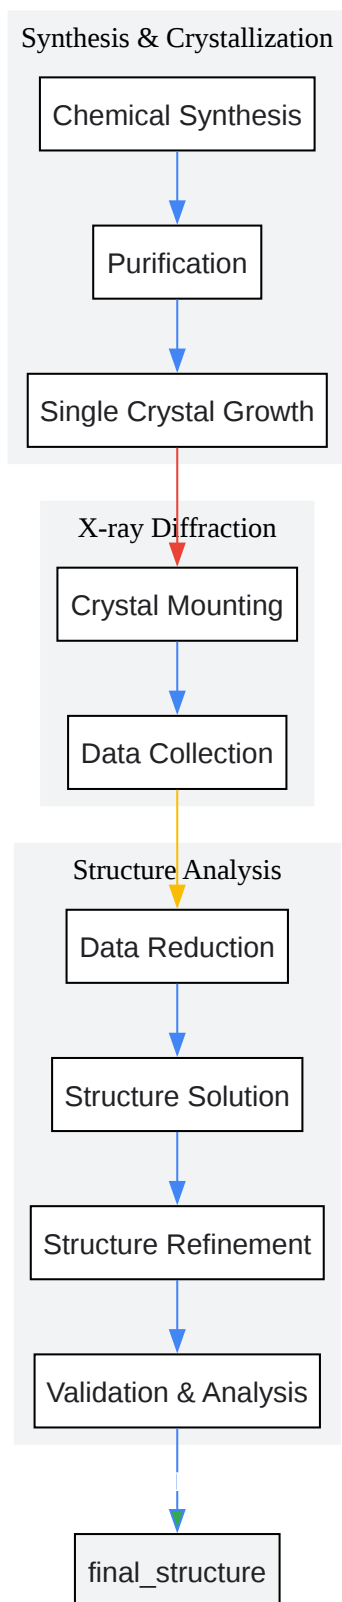 Synthesis & Crystallization
Chemical Synthesis
Purification
Single Crystal Growth
X-ray Diffraction
Crystal Mounting
Data Collection
Structure Analysis
Data Reduction
Structure Solution
Structure Refinement
Validation & Analysis
final_structure